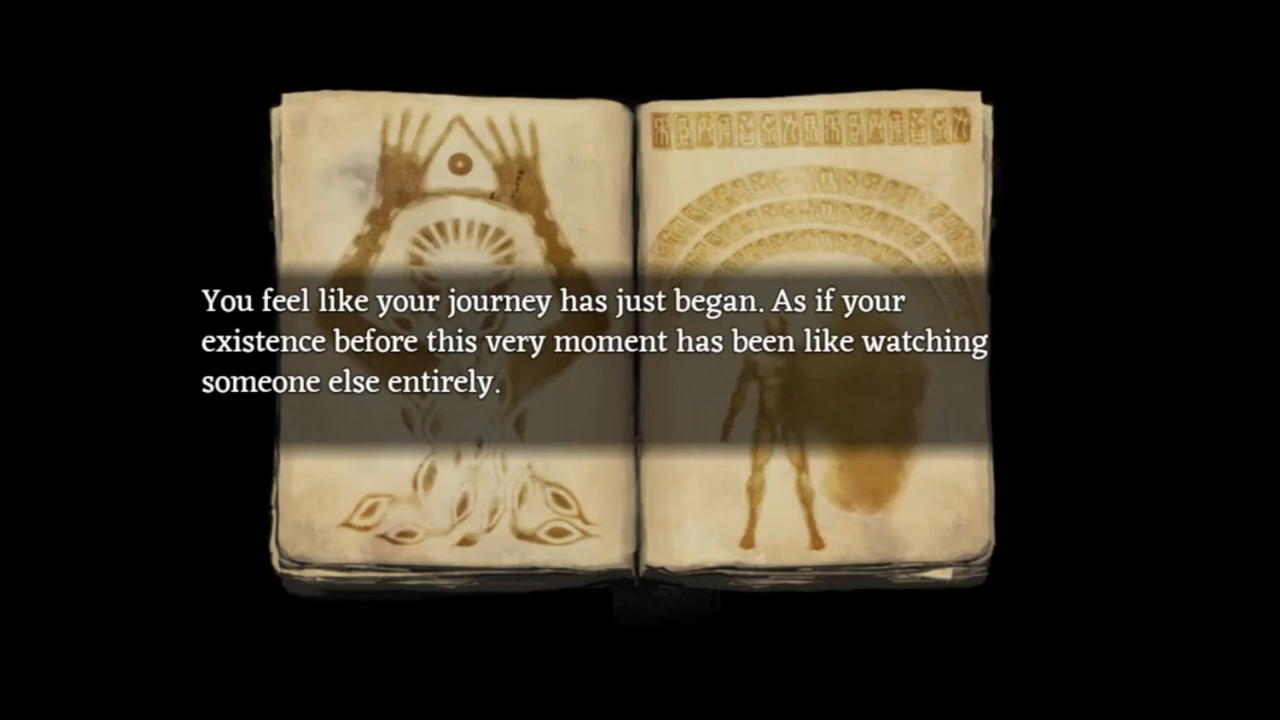 You feel like your journey has just began. As if your
existence before this very moment has been like watching
someone else entirely.